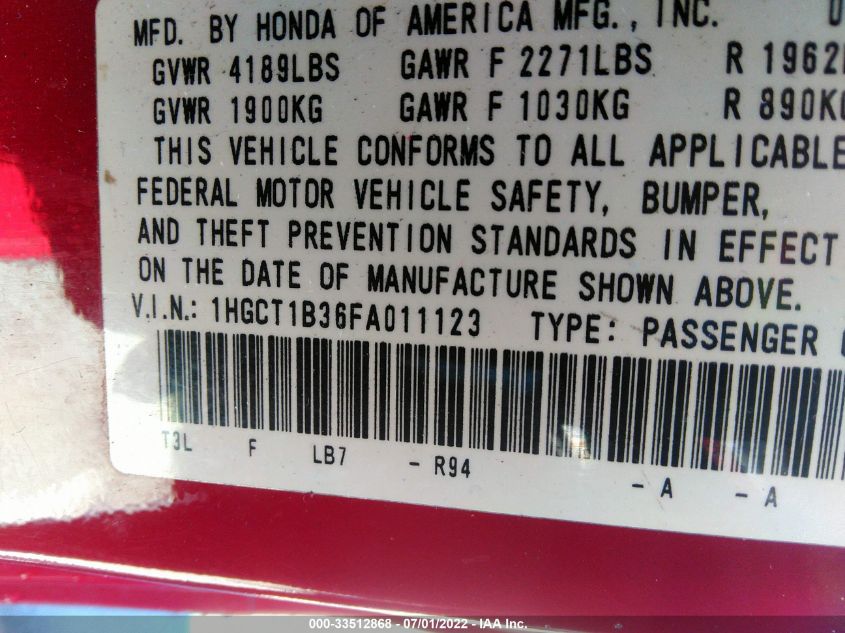 MFD. BY HONDA OF AMERICA MFG., INC.
GVWR 4189LBS GAWR F 2271LBS R 1962
GVWR 1900KG GAWR F 1030KG R 890KG
THIS VEHICLE CONFORMS TO ALL APPLICABLE
FEDERAL MOTOR VEHICLE SAFETY, BUMPER,
AND THEFT PREVENTION STANDARDS IN EFFECT
ON THE DATE OF MANUFACTURE SHOWN ABOVE.
V.I.N.: 1HGCT1B36FA011123 TYPE: PASSENGER
T3L F LB7 - R94 - A - A
000-33512868 - 07/01/2022 - IAA Inc.